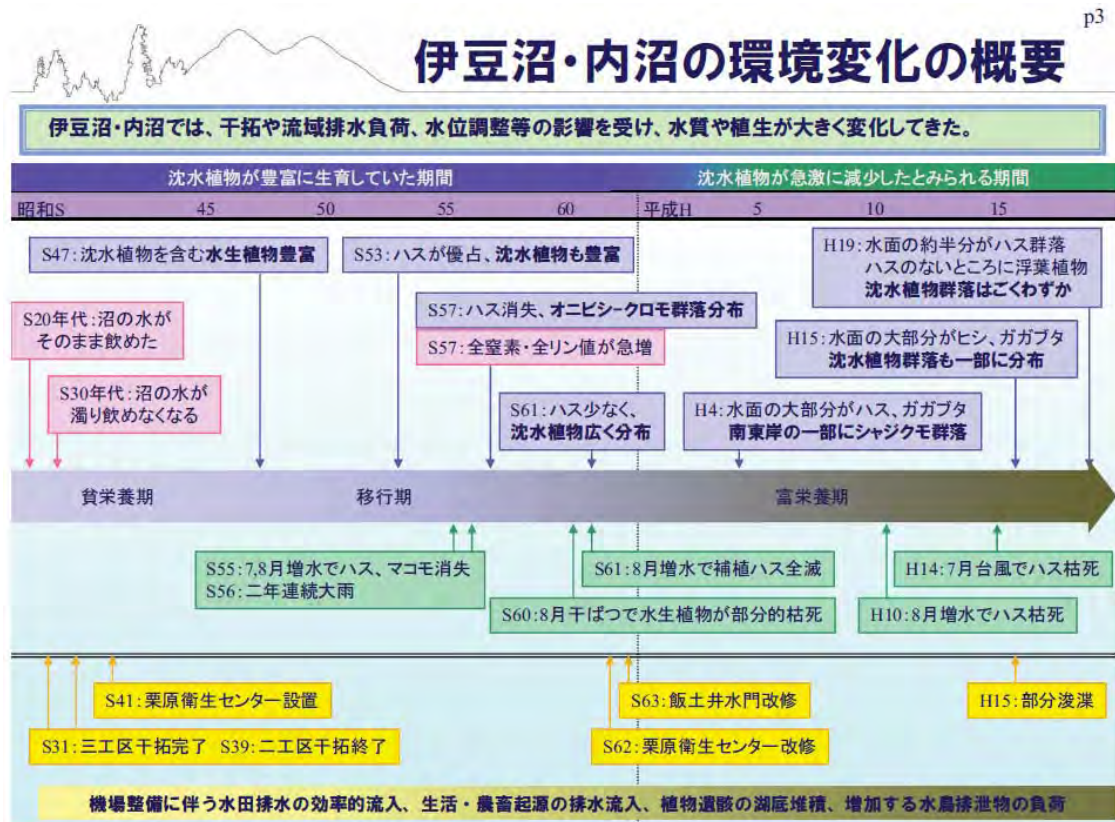 p3
伊豆沼・内沼の環境変化の概要
伊豆沼・内沼では、干拓や流域排水負荷、水位調整等の影響を受け、水質や植生が大きく変化してきた。
沈水植物が豊富に生育していた期間
沈水植物が急激に減少したとみられる期間
昭和S 45 50 55 60 平成H 5 10 15
S47:沈水植物を含む水生植物豊富
S53:ハスが優占、沈水植物も豊富
H19:水面の約半分がハス群落
ハスのないところに浮葉植物
沈水植物群落はごくわずか
S20年代:沼の水が
そのまま飲めた
S57:ハス消失、オニビシ-クロモ群落分布
S57:全窒素・全リン値が急増
H15:水面の大部分がヒシ、ガガブタ
沈水植物群落も一部に分布
S30年代:沼の水が
濁り飲めなくなる
S61:ハス少なく、
沈水植物広く分布
H4:水面の大部分がハス、ガガブタ
南東岸の一部にシャジクモ群落
貧栄養期
移行期
富栄養期
S55:7,8月増水でハス、マコモ消失
S56:二年連続大雨
S61:8月増水で補植ハス全滅
H14:7月台風でハス枯死
S60:8月干ばつで水生植物が部分的枯死
H10:8月増水でハス枯死
S41:栗原衛生センター設置
S63:飯土井水門改修
H15:部分浚渫
S31:三工区干拓完了 S39:二工区干拓終了
S62:栗原衛生センター改修
機場整備に伴う水田排水の効率的流入、生活・農畜起源の排水流入、植物遺骸の湖底堆積、増加する水鳥排泄物の負荷